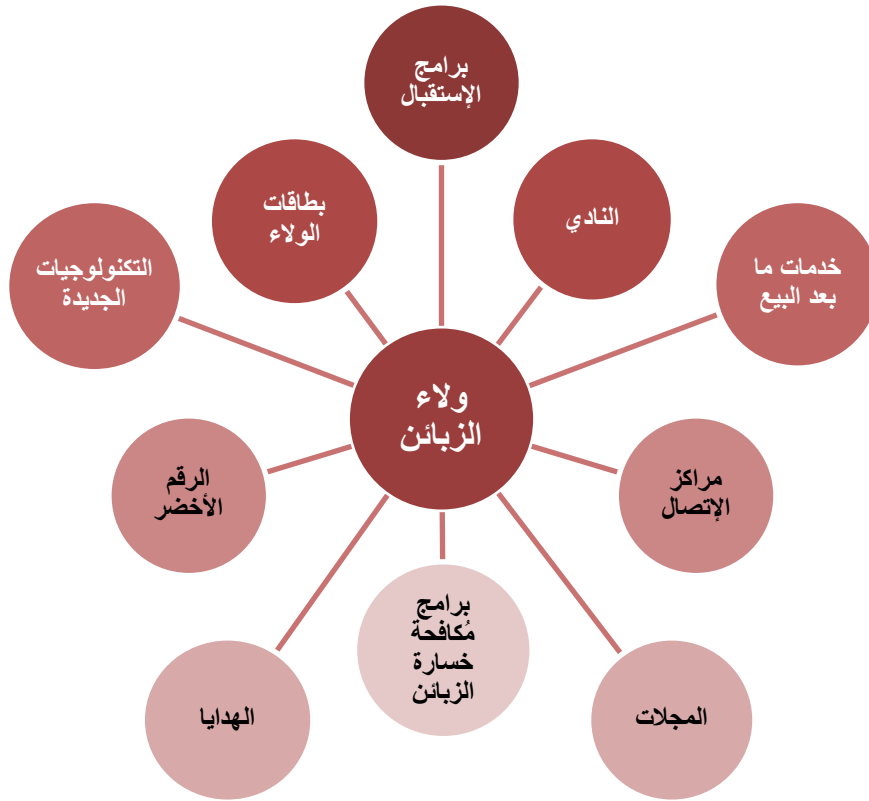 برامج
الإستقبال
النادي
بطاقات
الولاء
خدمات ما
بعد البيع
التكنولوجيات
الجديدة
ولاء
الزبائن
مراكز
الإتصال
الرقم
الأخضر
برامج
مُكافحة
خسارة
الزبائن
المجلات
الهدايا